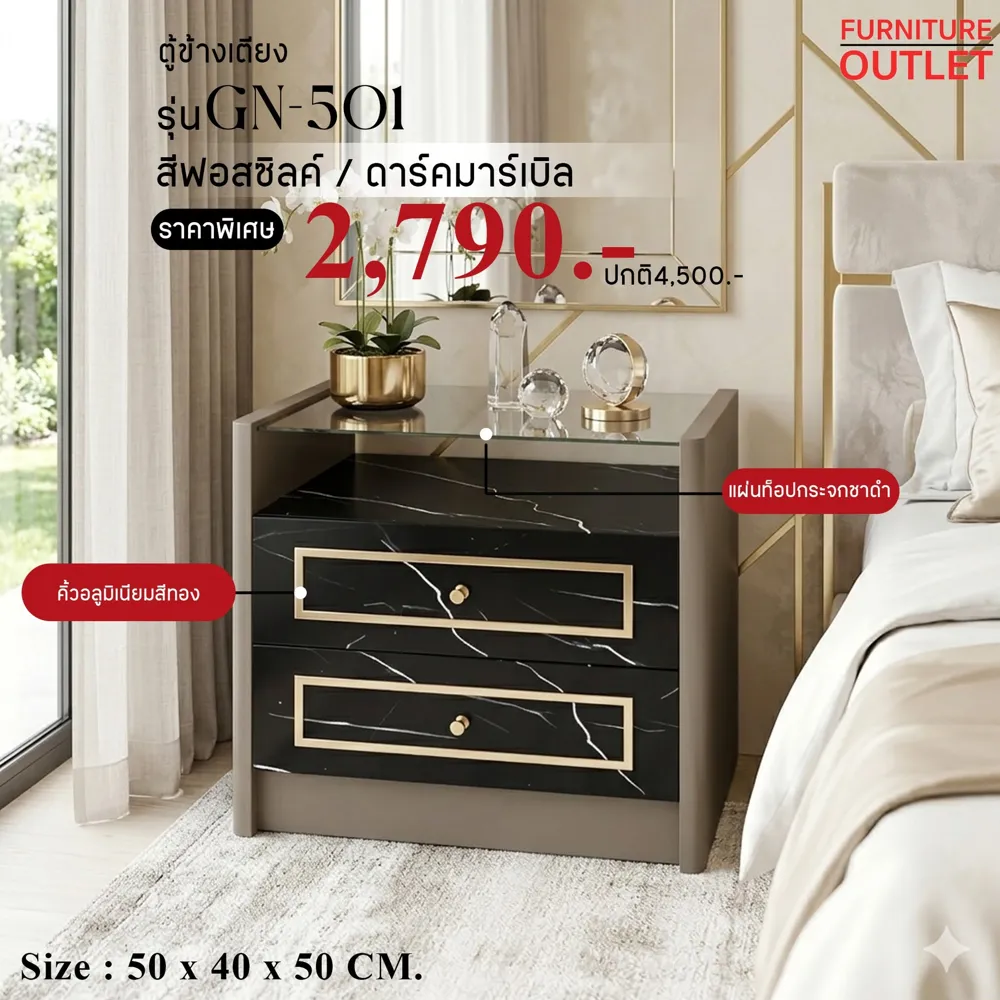 FURNITURE
OUTLET
ตู้ข้างเตียง
รุ่นGN-501
สีฟอสซิลค์ / ดาร์คมาร์เบิล
ราคาพิเศษ 2,790.-
ปกติ4,500.-
แผ่นท็อปกระจกชาดำ
คิ้วอลูมิเนียมสีทอง
Size : 50 x 40 x 50 CM.